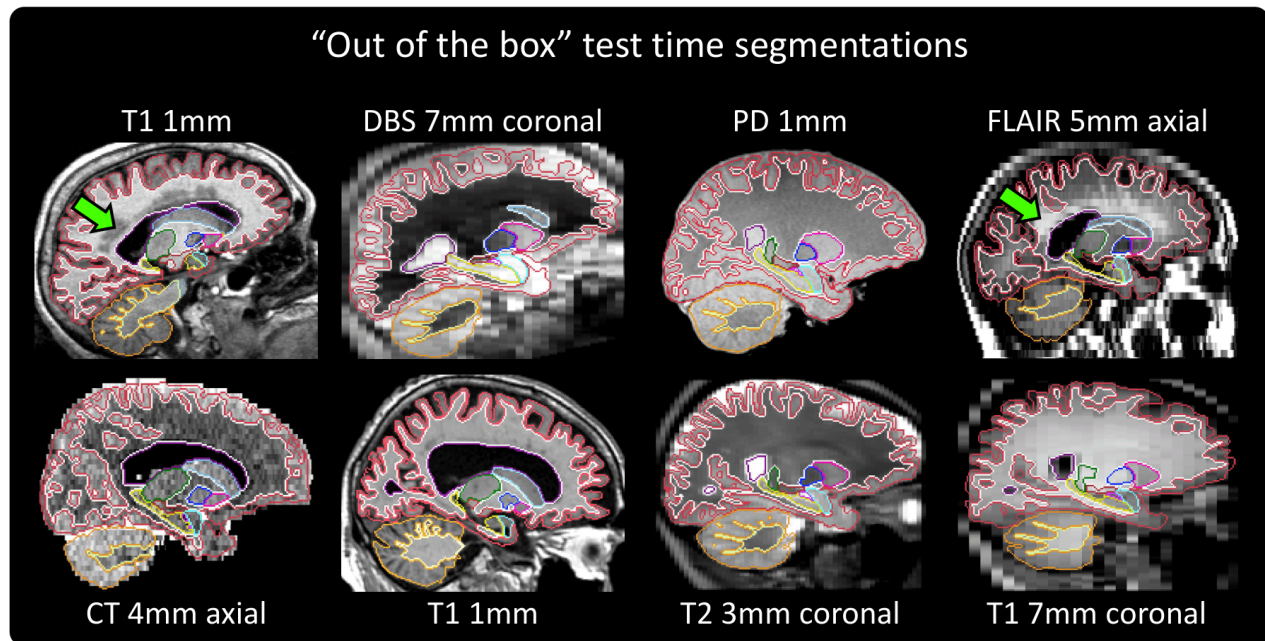 “Out of the box” test time segmentations
T1 1mm
DBS 7mm coronal
PD 1mm
FLAIR 5mm axial
CT 4mm axial
T1 1mm
T2 3mm coronal
T1 7mm coronal